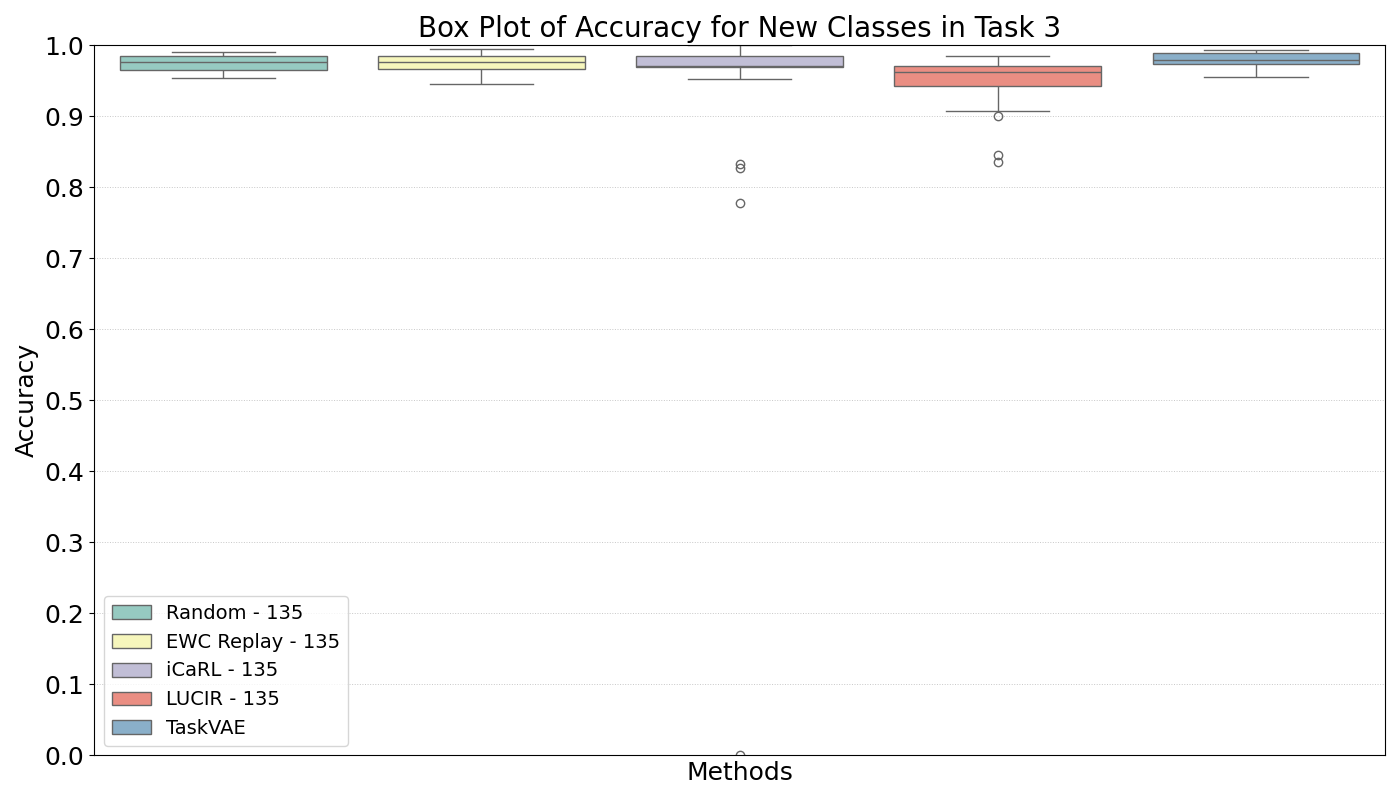 Box Plot of Accuracy for New Classes in Task 3
1.0
0.9
0.8
0.7
0.6
0.5
0.4
0.3
0.2
0.1
0.0
Accuracy
Random - 135
EWC Replay - 135
iCaRL - 135
LUCIR - 135
TaskVAE
Methods